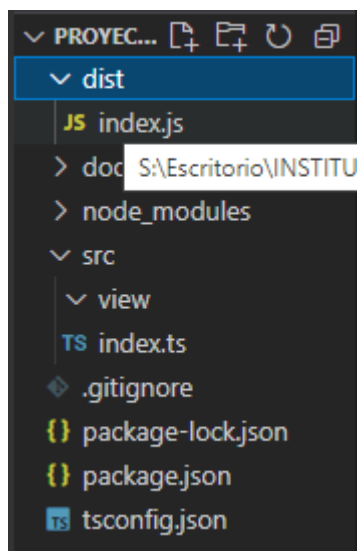 PROYEC...
dist
JS index.js
doc
S:\Escritorio\INSTITU
node_modules
src
view
TS index.ts
.gitignore
{} package-lock.json
{} package.json
TS tsconfig.json